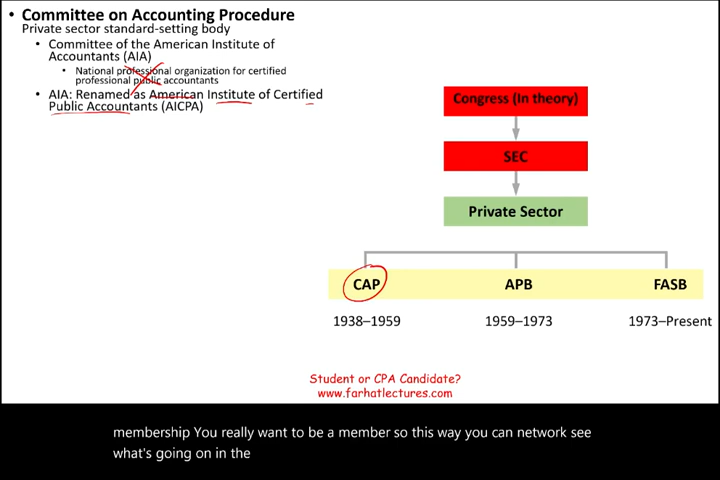 • Committee on Accounting Procedure
Private sector standard-setting body
• Committee of the American Institute of
Accountants (AIA)
• National professional organization for certified
professional public accountants
• AIA: Renamed as American Institute of Certified
Public Accountants (AICPA)
Congress (In theory)
SEC
Private Sector
CAP APB FASB
1938–1959 1959–1973 1973–Present
Student or CPA Candidate?
www.farhatlectures.com
membership You really want to be a member so this way you can network see
what's going on in the